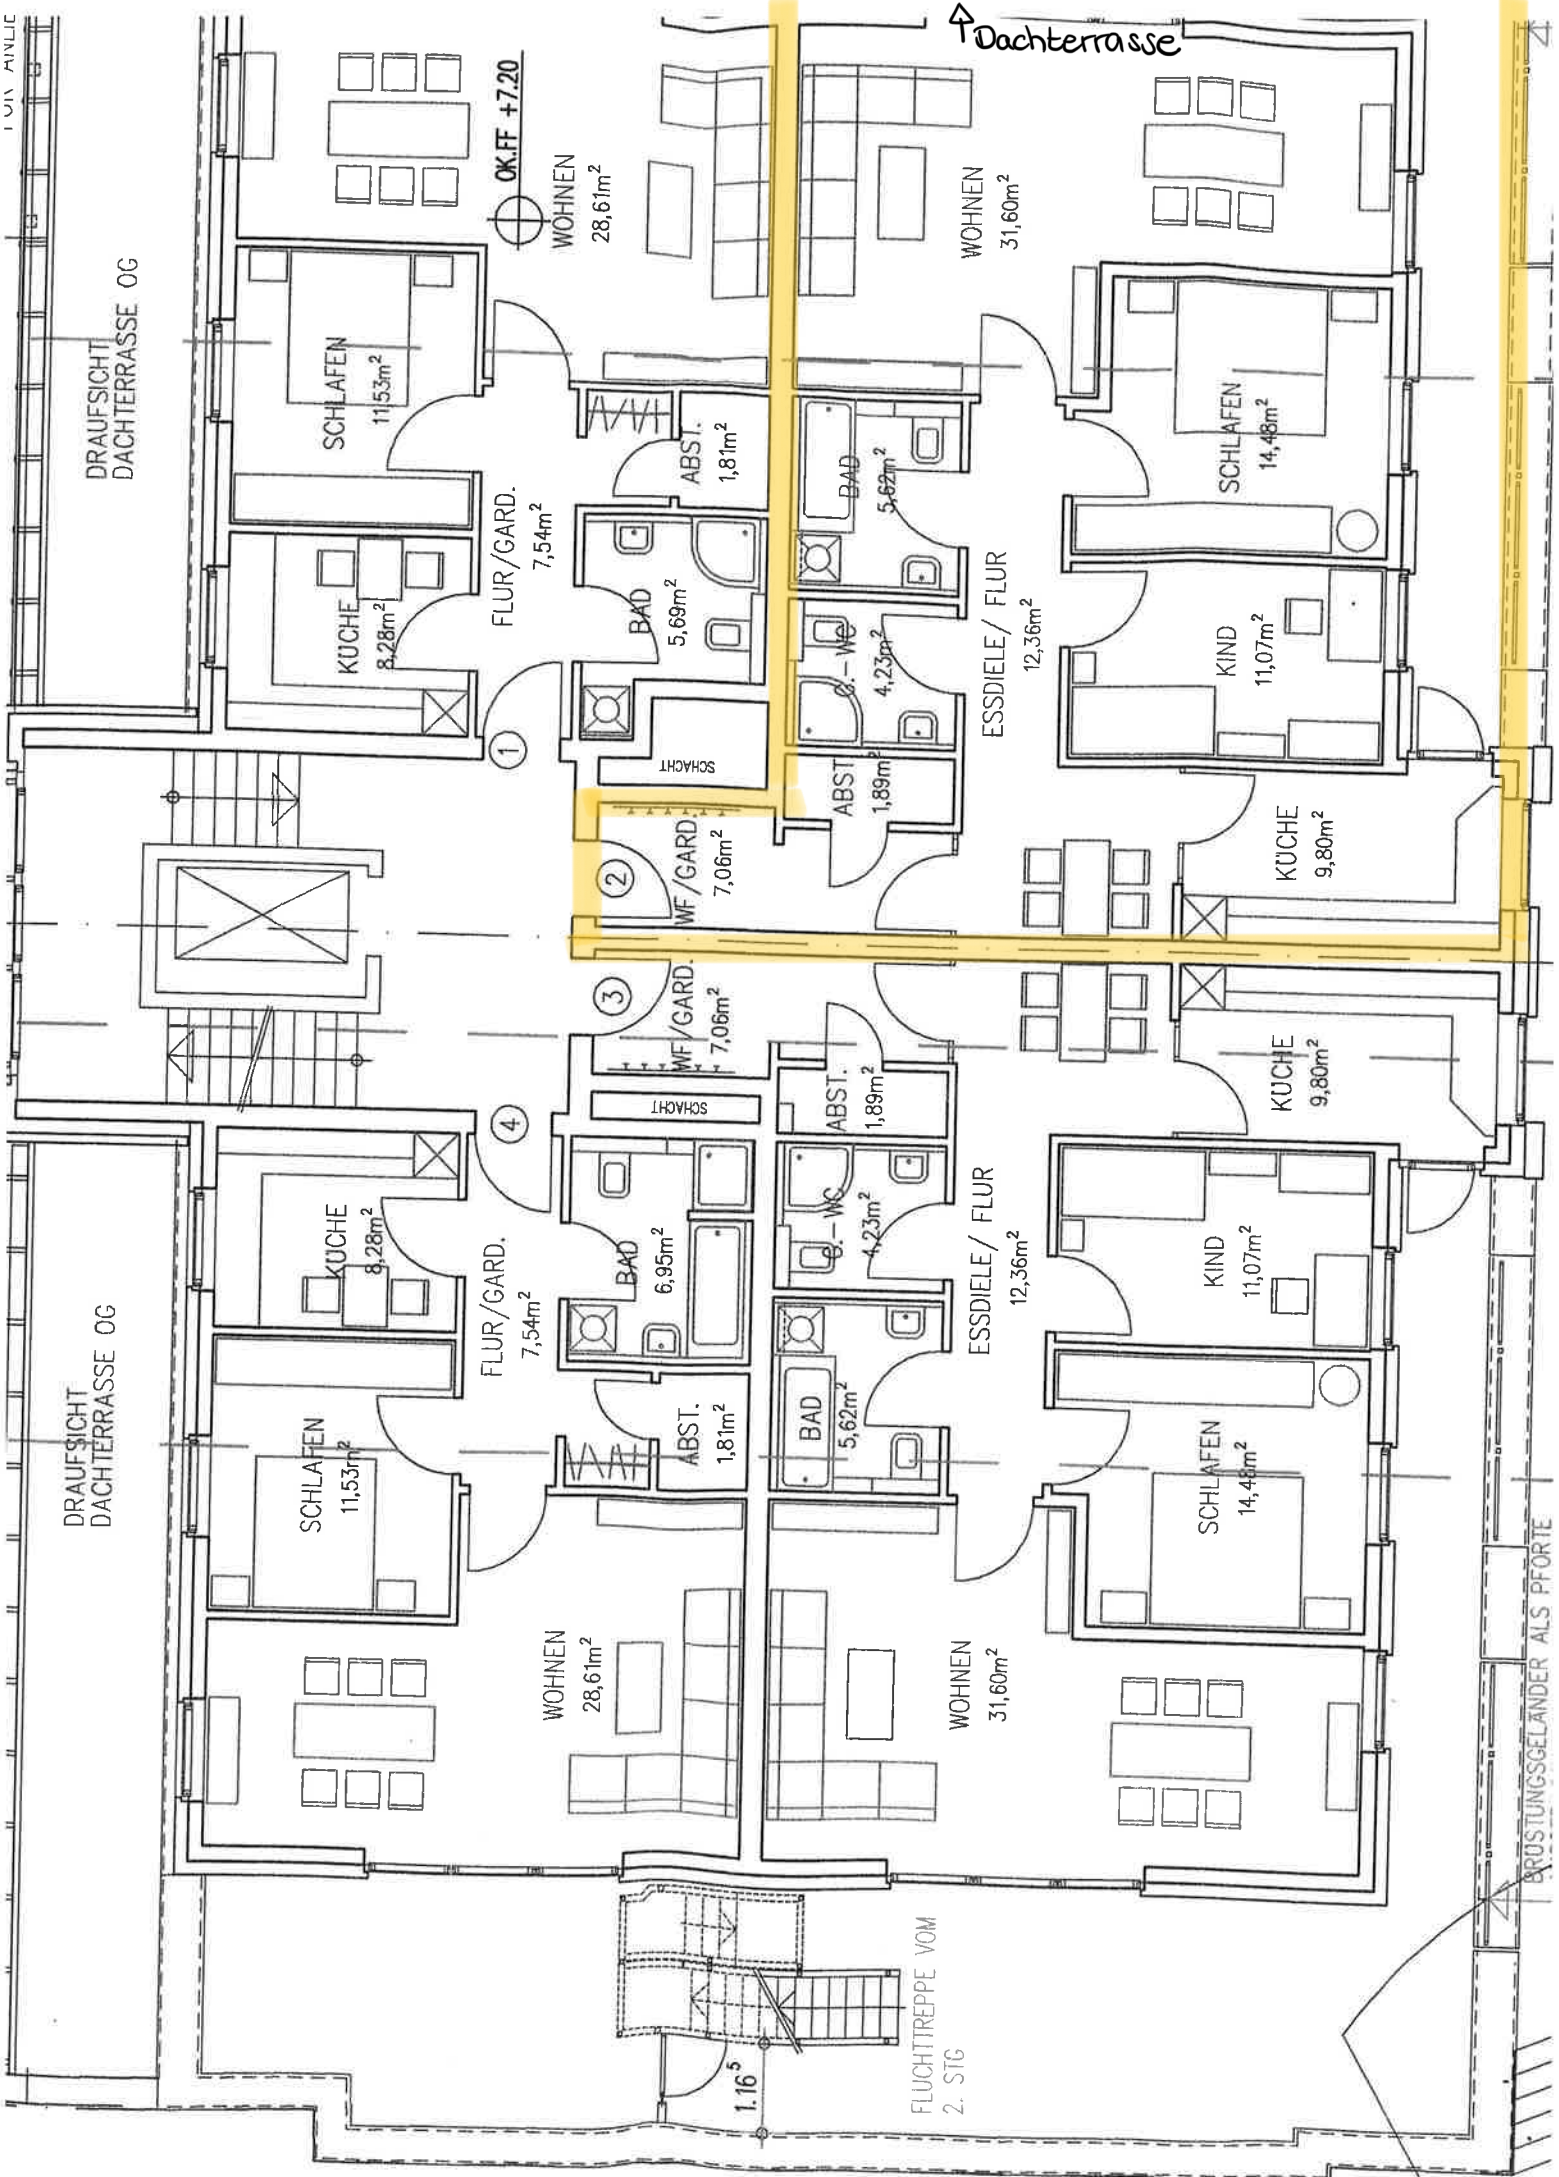 Dachterrasse
DRAUFSICHT
DACHTERRASSE OG
OK.FF +7.20
WOHNEN
28,61m²
WOHNEN
31,60m²
SCHLAFEN
11,53m²
ABST.
1,81m²
BAD
5,62m²
SCHLAFEN
14,48m²
KÜCHE
8,28m²
FLUR/GARD.
7,54m²
BAD
5,69m²
G.-WC
4,23m²
ESSDIELE/ FLUR
12,36m²
KIND
11,07m²
1
SCHACHT
ABST.
1,89m²
2
WF/GARD.
7,06m²
KÜCHE
9,80m²
3
WF/GARD.
7,06m²
KÜCHE
9,80m²
4
SCHACHT
ABST.
1,89m²
KÜCHE
8,28m²
FLUR/GARD.
7,54m²
BAD
6,95m²
G.-WC
4,23m²
ESSDIELE/ FLUR
12,36m²
KIND
11,07m²
DRAUFSICHT
DACHTERRASSE OG
SCHLAFEN
11,53m²
ABST.
1,81m²
BAD
5,62m²
SCHLAFEN
14,48m²
WOHNEN
28,61m²
WOHNEN
31,60m²
BRÜSTUNGSGELÄNDER ALS PFORTE
FLUCHTTREPPE VOM
2. STG
1.16⁵